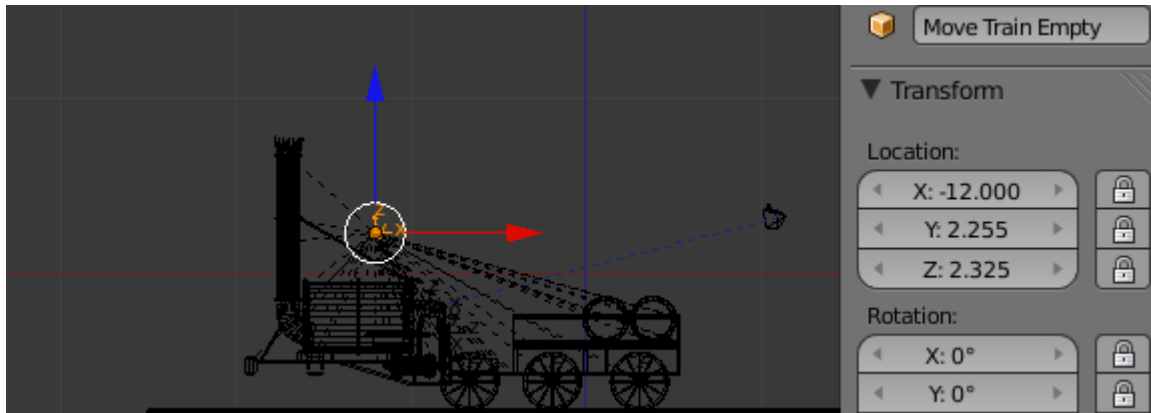 Move Train Empty
Transform
Location:
X: -12.000
Y: 2.255
Z: 2.325
Rotation:
X: 0°
Y: 0°
Z
X